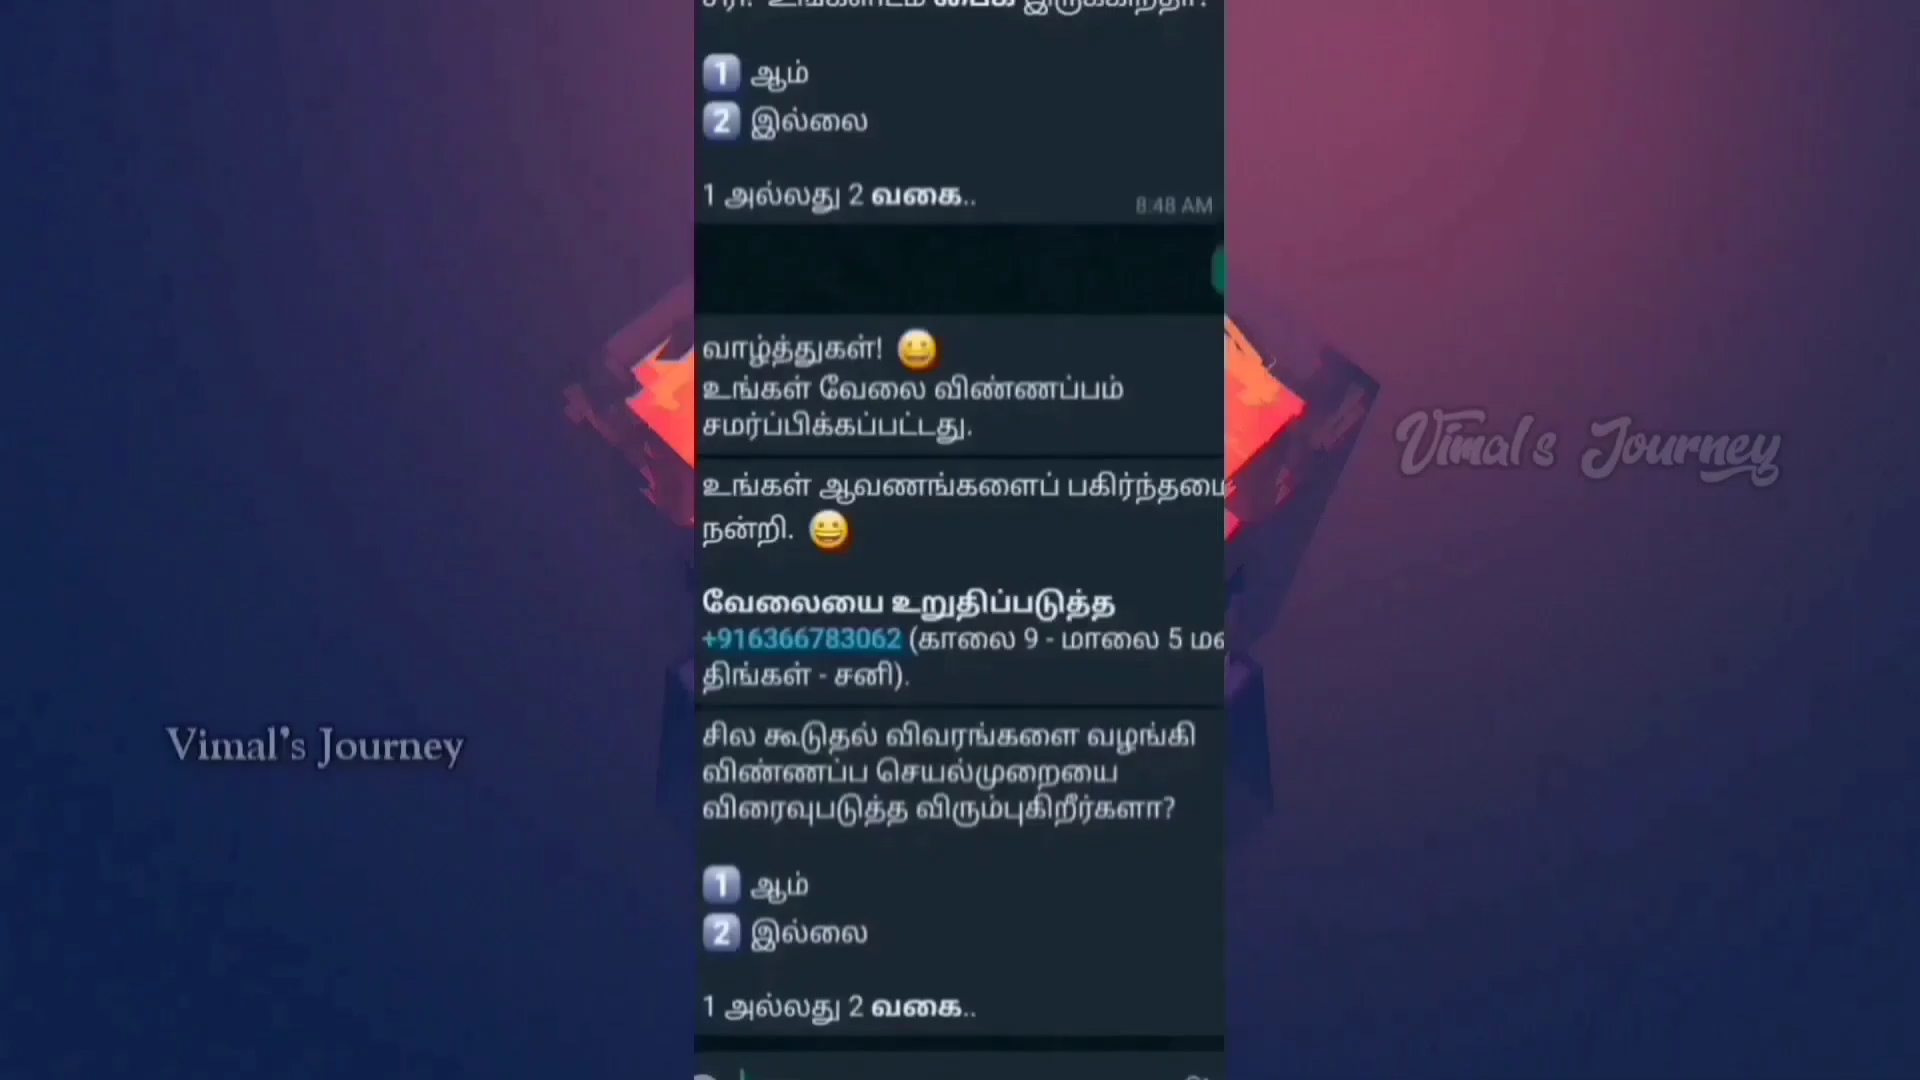 1 ஆம்
2 இல்லை
1 அல்லது 2 வகை..
8:48 AM
வாழ்த்துகள்! 😀
உங்கள் வேலை விண்ணப்பம்
சமர்ப்பிக்கப்பட்டது.
உங்கள் ஆவணங்களைப் பகிர்ந்தமை
நன்றி. 😀
வேலையை உறுதிப்படுத்த
+916366783062 (காலை 9 - மாலை 5
திங்கள் - சனி).
சில கூடுதல் விவரங்களை வழங்கி
விண்ணப்ப செயல்முறையை
விரைவுபடுத்த விரும்புகிறீர்களா?
1 ஆம்
2 இல்லை
1 அல்லது 2 வகை..
Vimal's Journey
Vimal's Journey